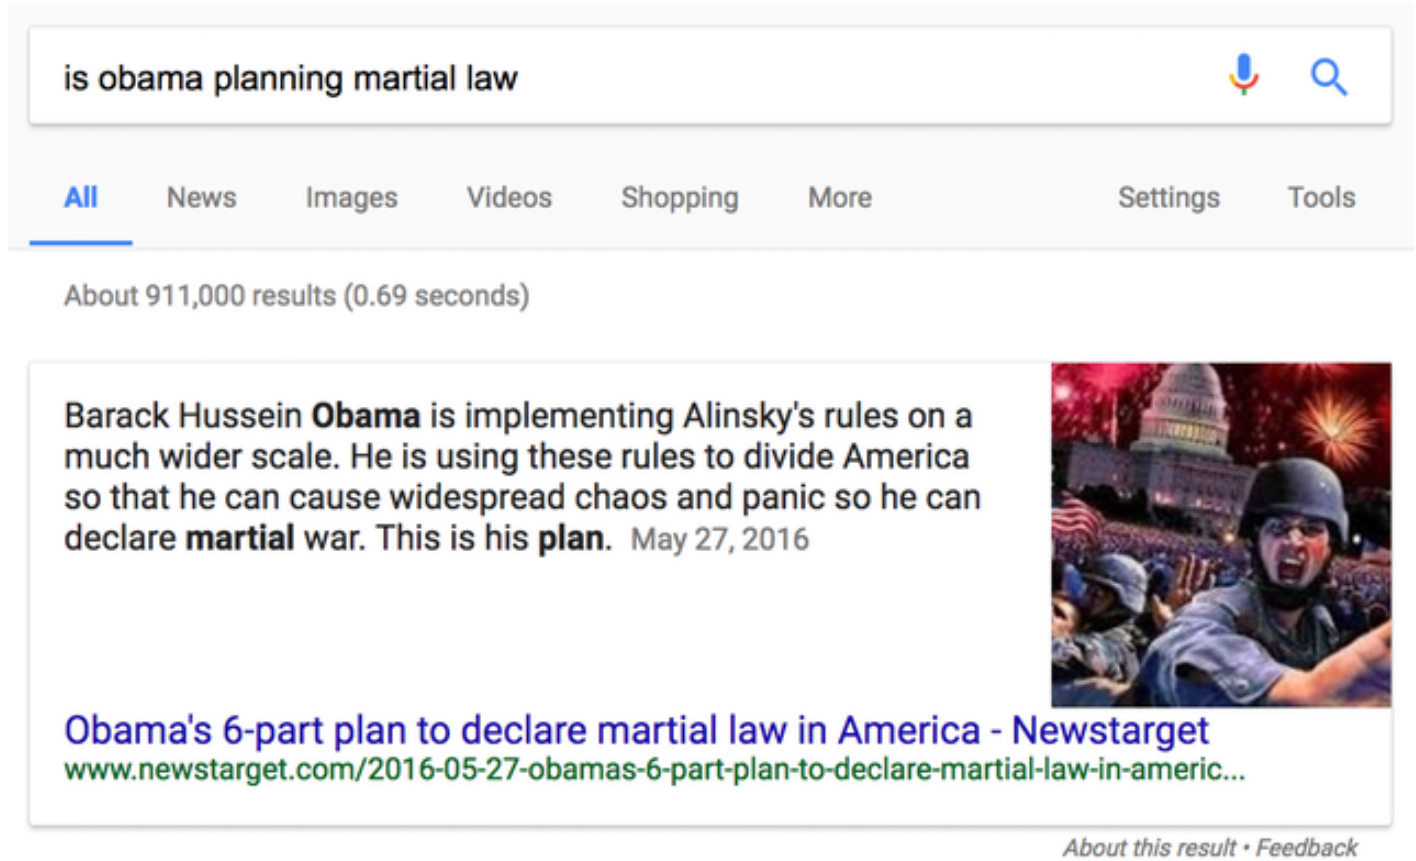 is obama planning martial law
All News Images Videos Shopping More Settings Tools
About 911,000 results (0.69 seconds)
Barack Hussein Obama is implementing Alinsky's rules on a
much wider scale. He is using these rules to divide America
so that he can cause widespread chaos and panic so he can
declare martial war. This is his plan. May 27, 2016
Obama's 6-part plan to declare martial law in America - Newstarget
www.newstarget.com/2016-05-27-obamas-6-part-plan-to-declare-martial-law-in-americ...
About this result • Feedback